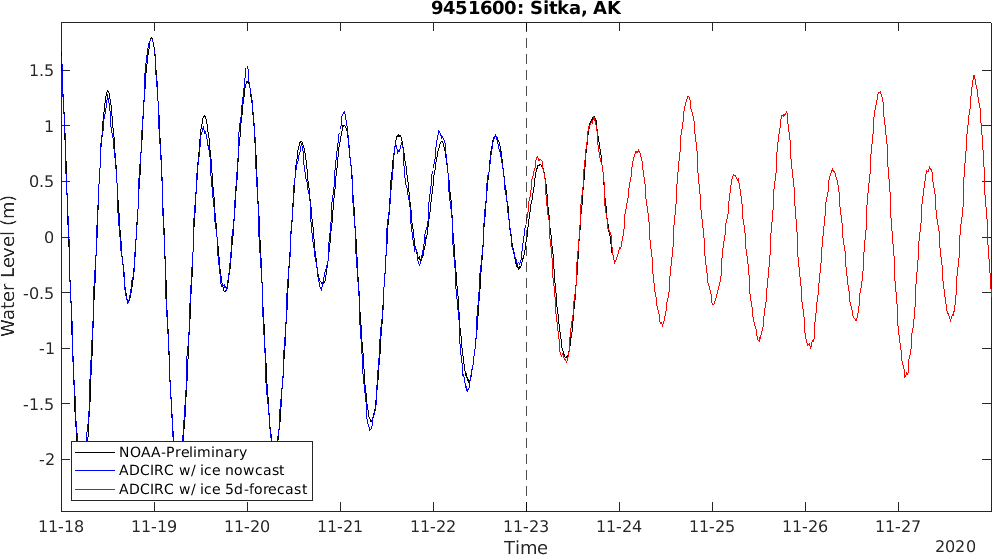 9451600: Sitka, AK
Water Level (m)
1.5
1
0.5
0
-0.5
-1
-1.5
-2
NOAA-Preliminary
ADCIRC w/ ice nowcast
ADCIRC w/ ice 5d-forecast
11-18 11-19 11-20 11-21 11-22 11-23 11-24 11-25 11-26 11-27
Time
2020